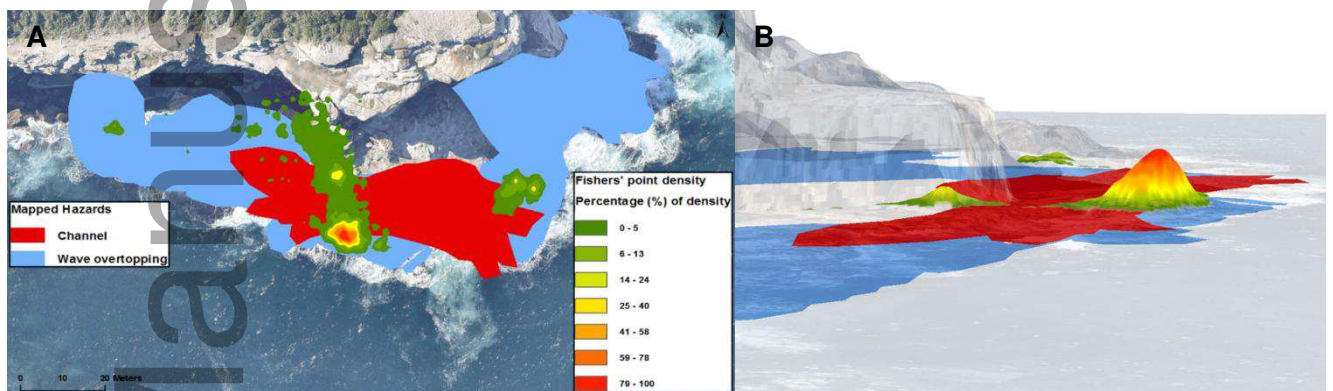 A
B
N
anus
Mapped Hazards
Channel
Wave overtopping
0 10 20 Meters
Fishers' point density
Percentage (%) of density
0 - 5
6 - 13
14 - 24
25 - 40
41 - 58
59 - 78
79 - 100